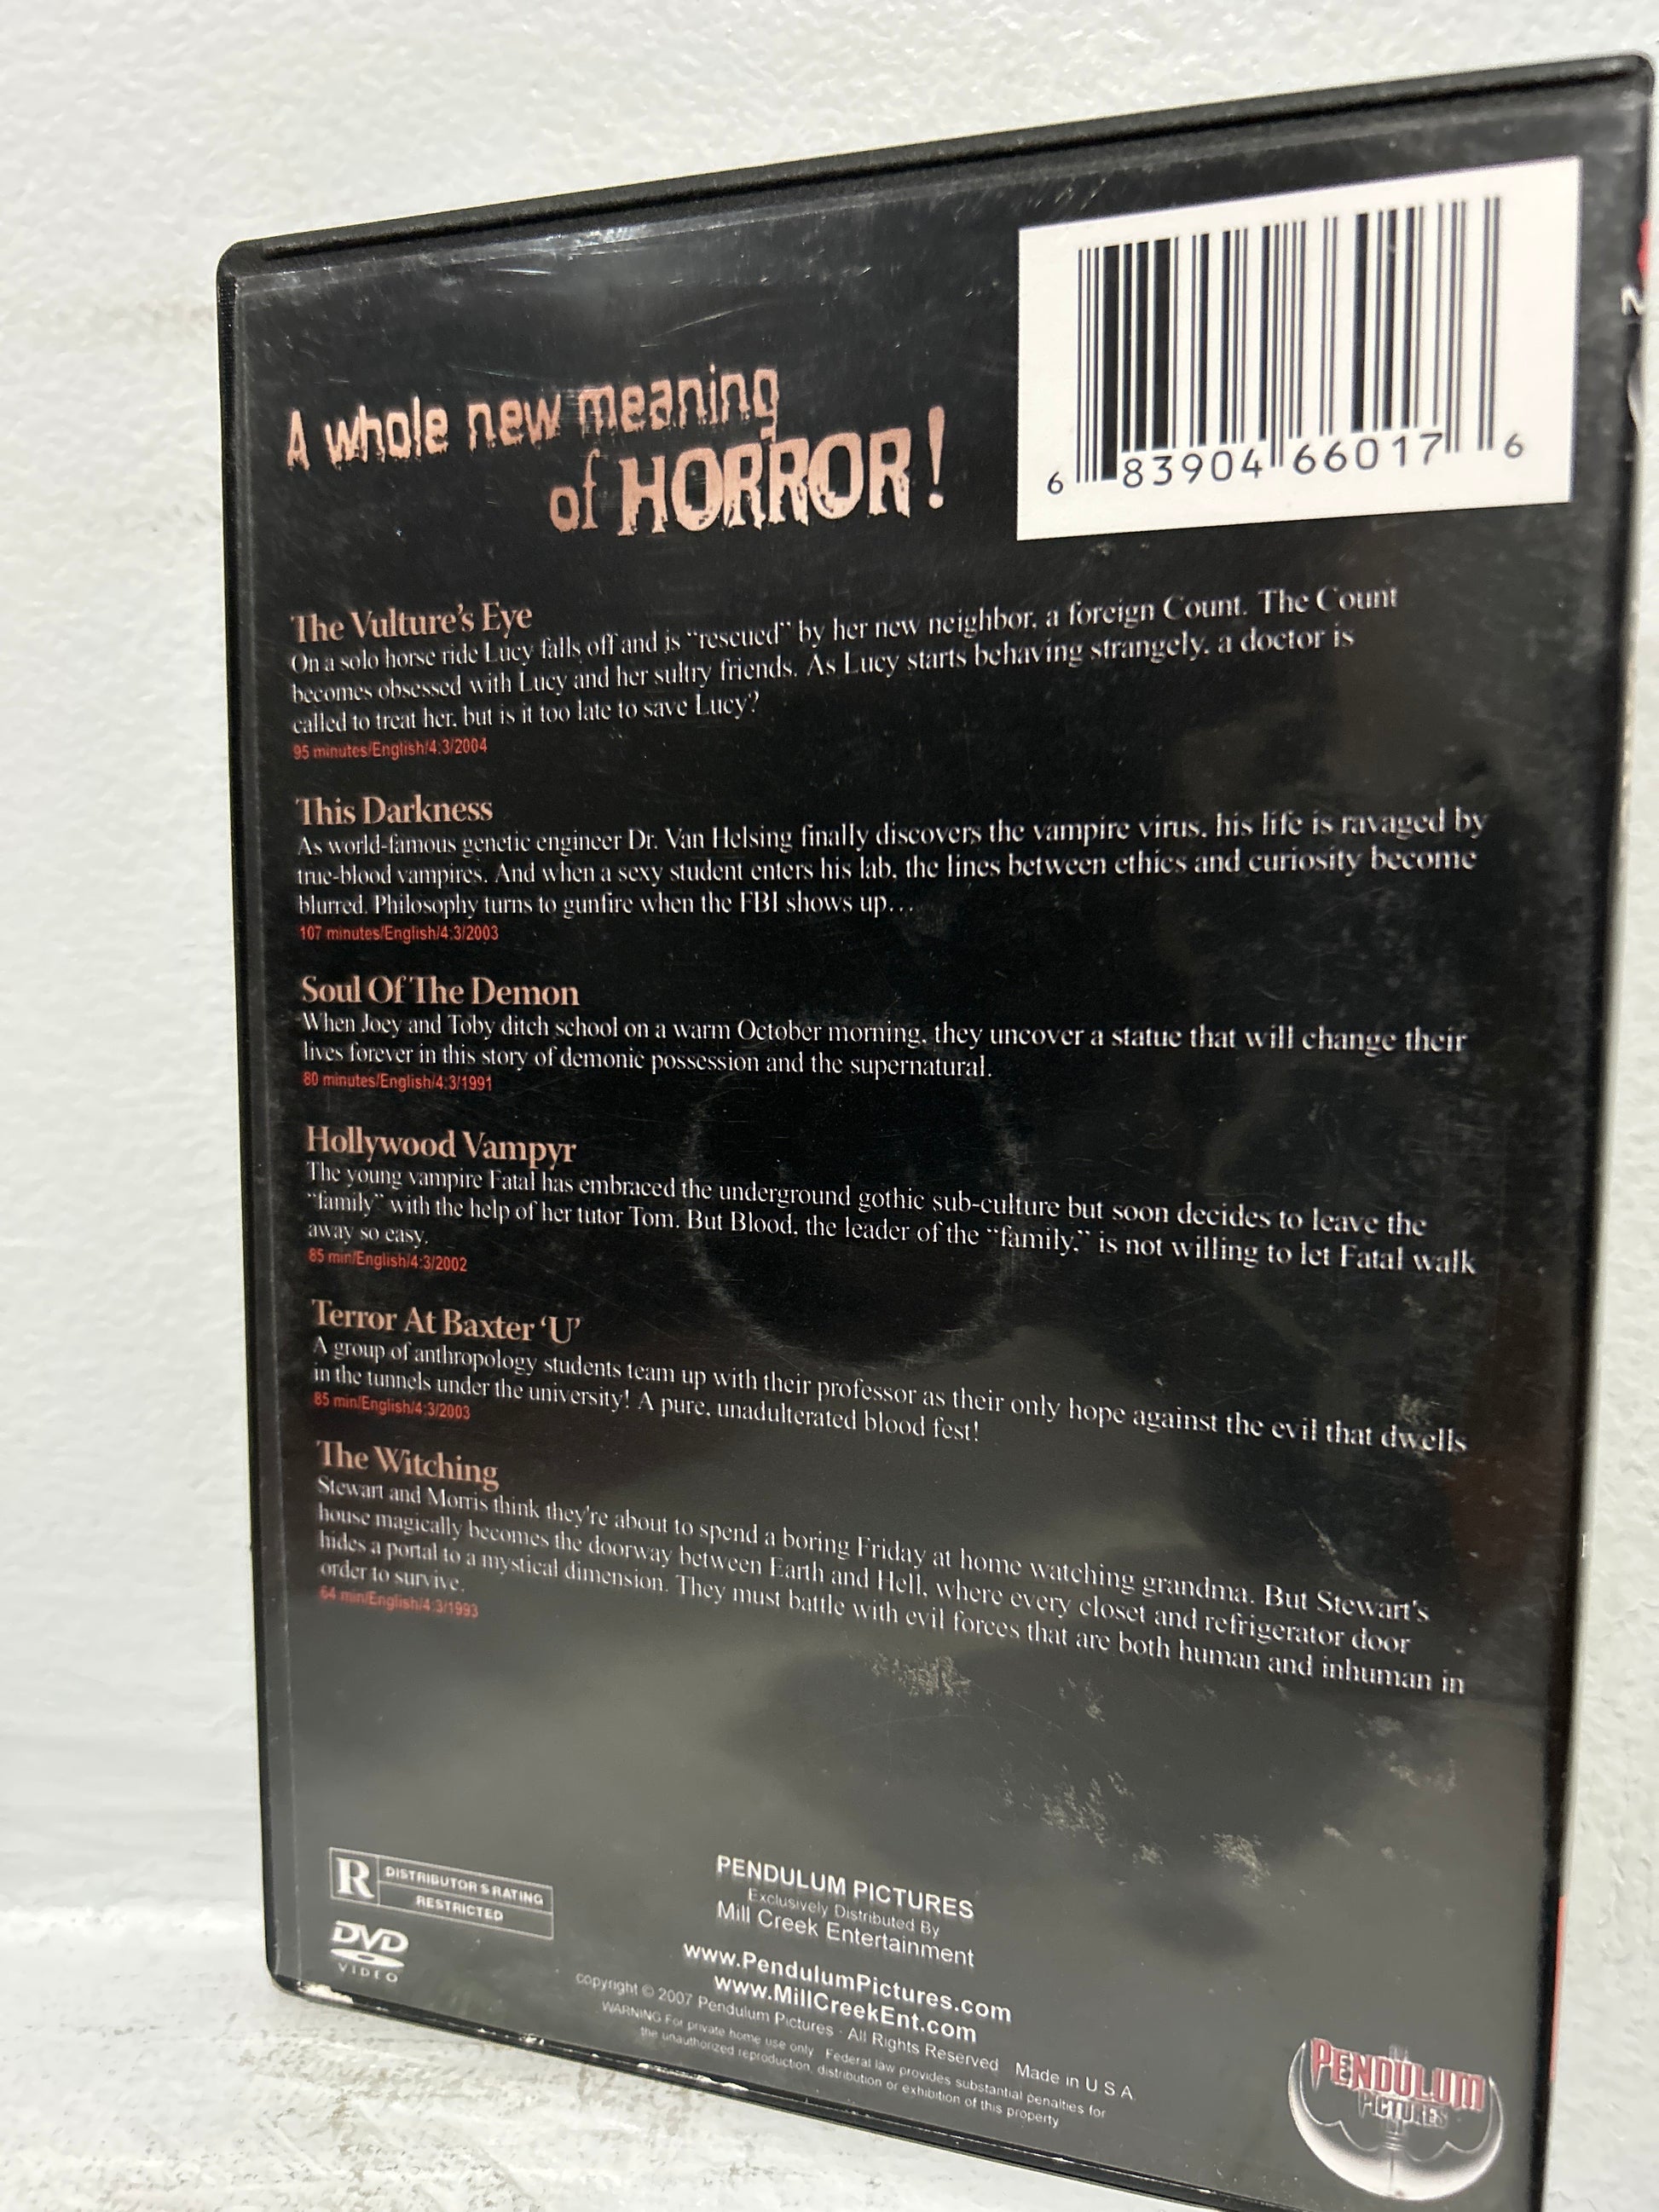 A whole new meaning
of HORROR!
6 83904 66017 6
The Vulture's Eye
On a solo horse ride Lucy falls off and is "rescued" by her new neighbor, a foreign Count. The Count
becomes obsessed with Lucy and her sultry friends. As Lucy starts behaving strangely, a doctor is
called to treat her, but is it too late to save Lucy?
95 minutes/English/4:3/2004
This Darkness
As world-famous genetic engineer Dr. Van Helsing finally discovers the vampire virus, his life is ravaged by
true-blood vampires. And when a sexy student enters his lab, the lines between ethics and curiosity become
blurred. Philosophy turns to gunfire when the FBI shows up...
107 minutes/English/4:3/2003
Soul Of The Demon
When Joey and Toby ditch school on a warm October morning, they uncover a statue that will change their
lives forever in this story of demonic possession and the supernatural.
80 minutes/English/4:3/1991
Hollywood Vampyr
The young vampire Fatal has embraced the underground gothic sub-culture but soon decides to leave the
"family" with the help of her tutor Tom. But Blood, the leader of the "family," is not willing to let Fatal walk
away so easy.
85 min/English/4:3/2002
Terror At Baxter 'U'
A group of anthropology students team up with their professor as their only hope against the evil that dwells
in the tunnels under the university! A pure, unadulterated blood fest!
85 min/English/4:3/2003
The Witching
Stewart and Morris think they're about to spend a boring Friday at home watching grandma. But Stewart's
house magically becomes the doorway between Earth and Hell, where every closet and refrigerator door
hides a portal to a mystical dimension. They must battle with evil forces that are both human and inhuman in
order to survive.
64 min/English/4:3/1993
R DISTRIBUTOR'S RATING
RESTRICTED
DVD
VIDEO
PENDULUM PICTURES
Exclusively Distributed By
Mill Creek Entertainment
www.PendulumPictures.com
www.MillCreekEnt.com
copyright © 2007 Pendulum Pictures · All Rights Reserved Made in U S A
WARNING For private home use only Federal law provides substantial penalties for
the unauthorized reproduction, distribution or exhibition of this property
PENDULUM
PICTURES